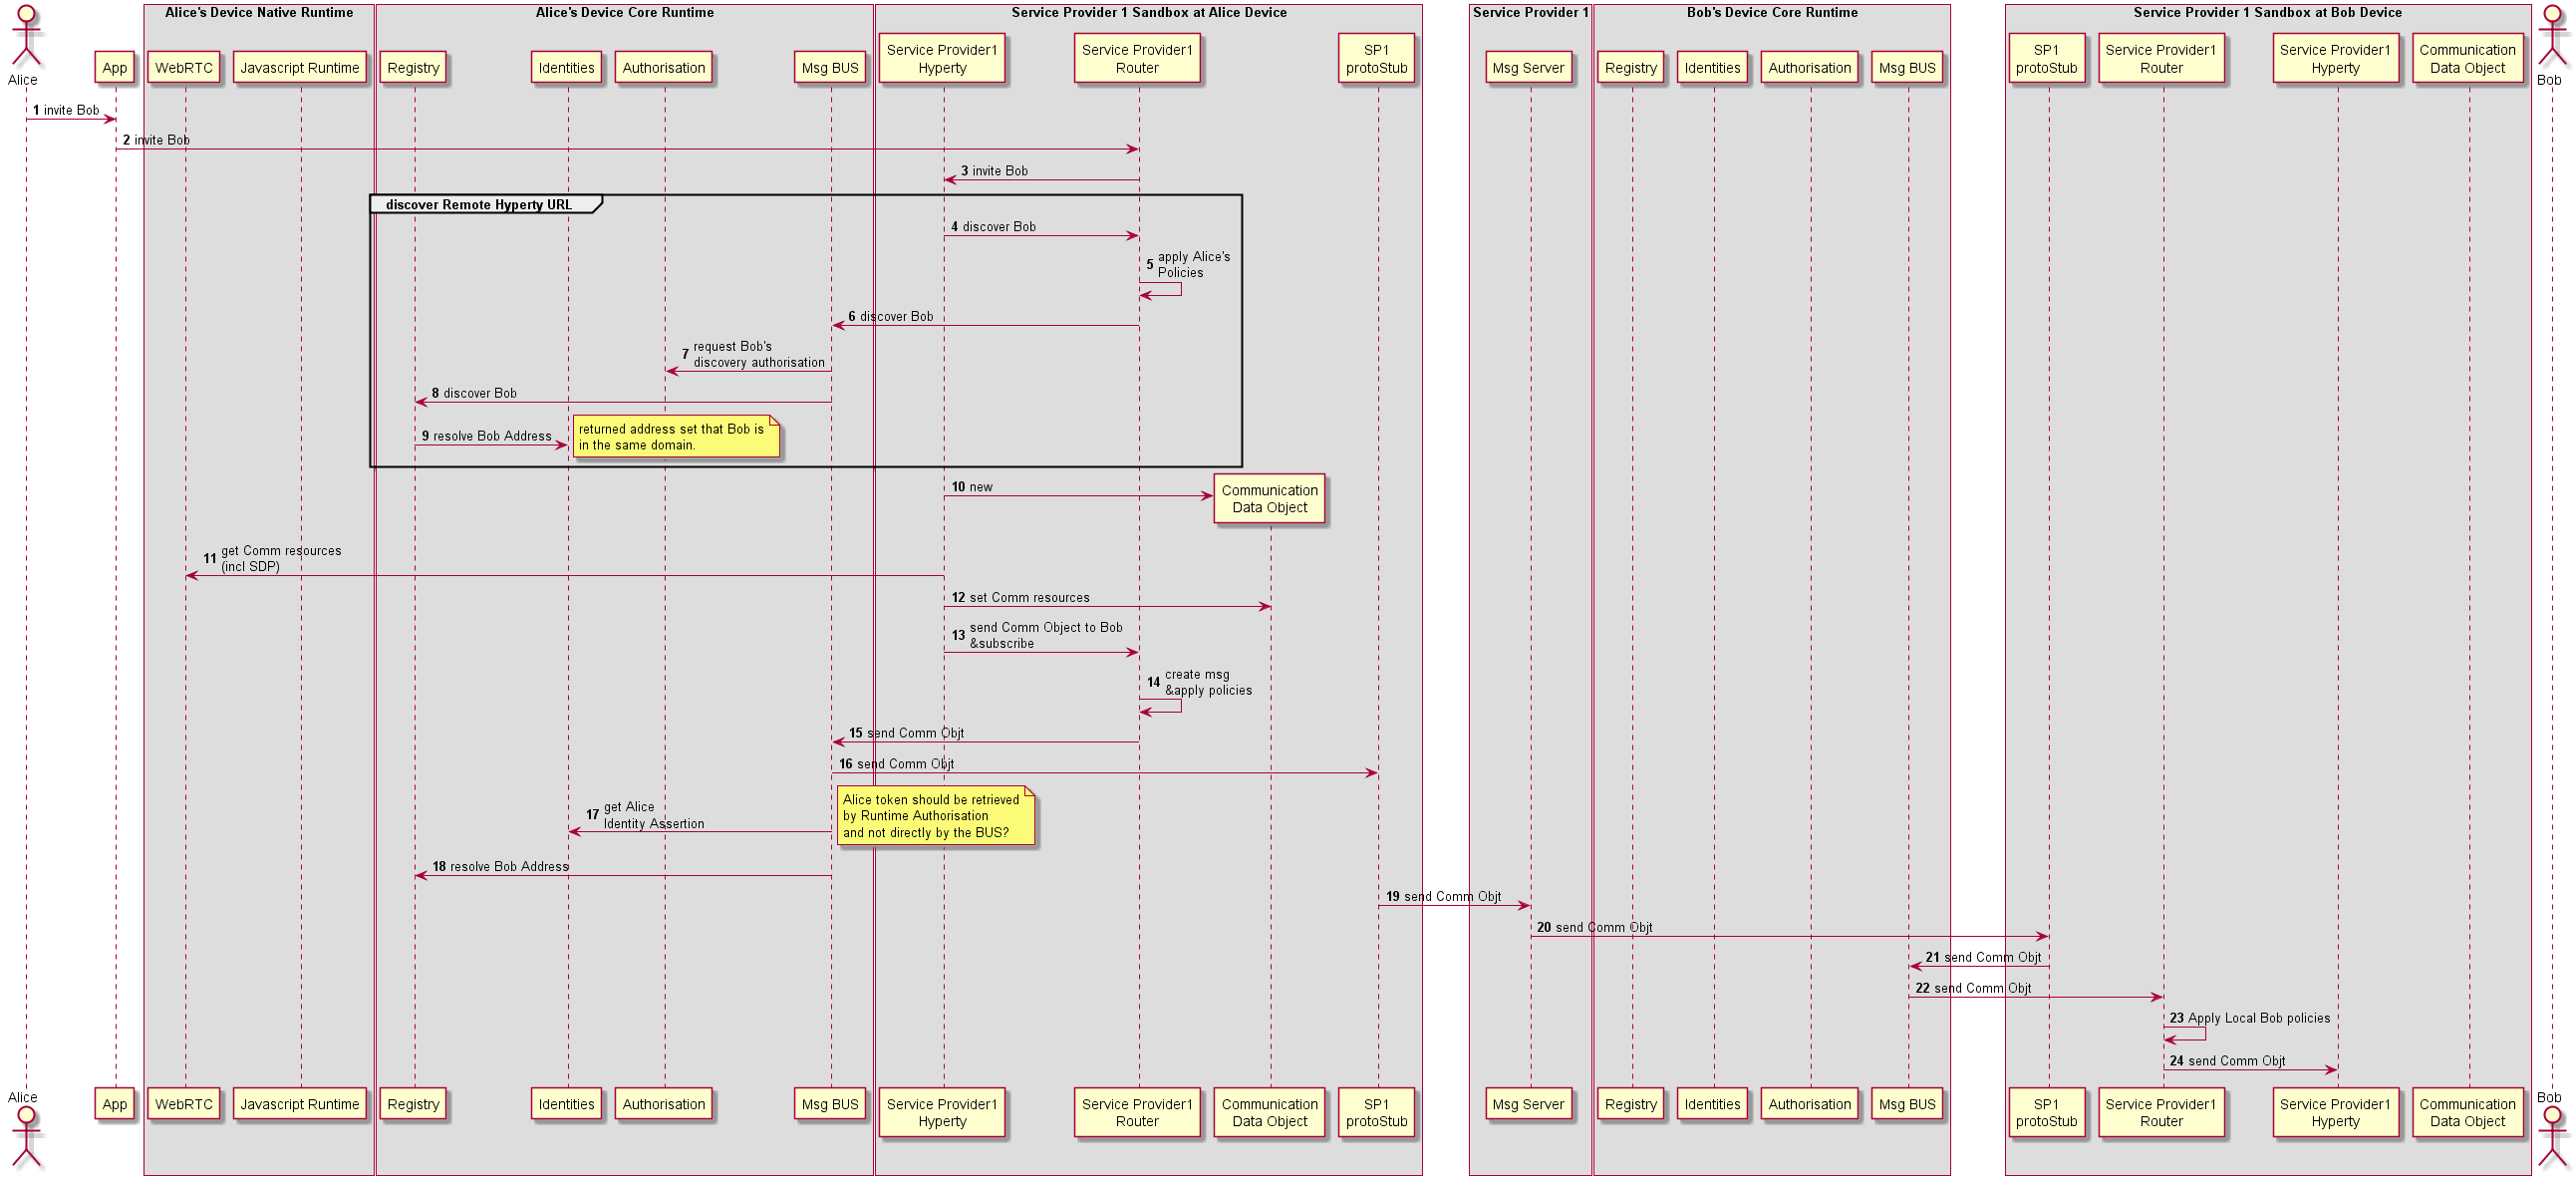 Alice's Device Native Runtime
Alice's Device Core Runtime
Service Provider 1 Sandbox at Alice Device
Service Provider 1
Bob's Device Core Runtime
Service Provider 1 Sandbox at Bob Device
Alice
App
WebRTC
Javascript Runtime
Registry
Identities
Authorisation
Msg BUS
Service Provider1
Hyperty
Service Provider1
Router
SP1
protoStub
Msg Server
Registry
Identities
Authorisation
Msg BUS
SP1
protoStub
Service Provider1
Router
Service Provider1
Hyperty
Communication
Data Object
Bob
1 invite Bob
2 invite Bob
3 invite Bob
discover Remote Hyperty URL
4 discover Bob
5 apply Alice's
Policies
6 discover Bob
7 request Bob's
discovery authorisation
8 discover Bob
9 resolve Bob Address
returned address set that Bob is
in the same domain.
10 new
Communication
Data Object
11 get Comm resources
(incl SDP)
12 set Comm resources
13 send Comm Object to Bob
&subscribe
14 create msg
&apply policies
15 send Comm Objt
16 send Comm Objt
17 get Alice
Identity Assertion
Alice token should be retrieved
by Runtime Authorisation
and not directly by the BUS?
18 resolve Bob Address
19 send Comm Objt
20 send Comm Objt
21 send Comm Objt
22 send Comm Objt
23 Apply Local Bob policies
24 send Comm Objt
Alice
App
WebRTC
Javascript Runtime
Registry
Identities
Authorisation
Msg BUS
Service Provider1
Hyperty
Service Provider1
Router
Communication
Data Object
SP1
protoStub
Msg Server
Registry
Identities
Authorisation
Msg BUS
SP1
protoStub
Service Provider1
Router
Service Provider1
Hyperty
Communication
Data Object
Bob